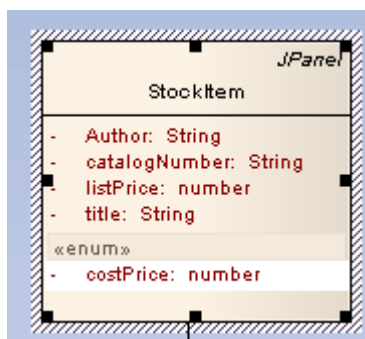 JPanel
StockItem
- Author: String
- catalogNumber: String
- listPrice: number
- title: String
«enum»
- costPrice: number